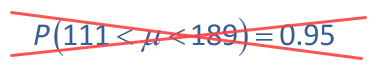 P(111 < μ < 189) = 0.95